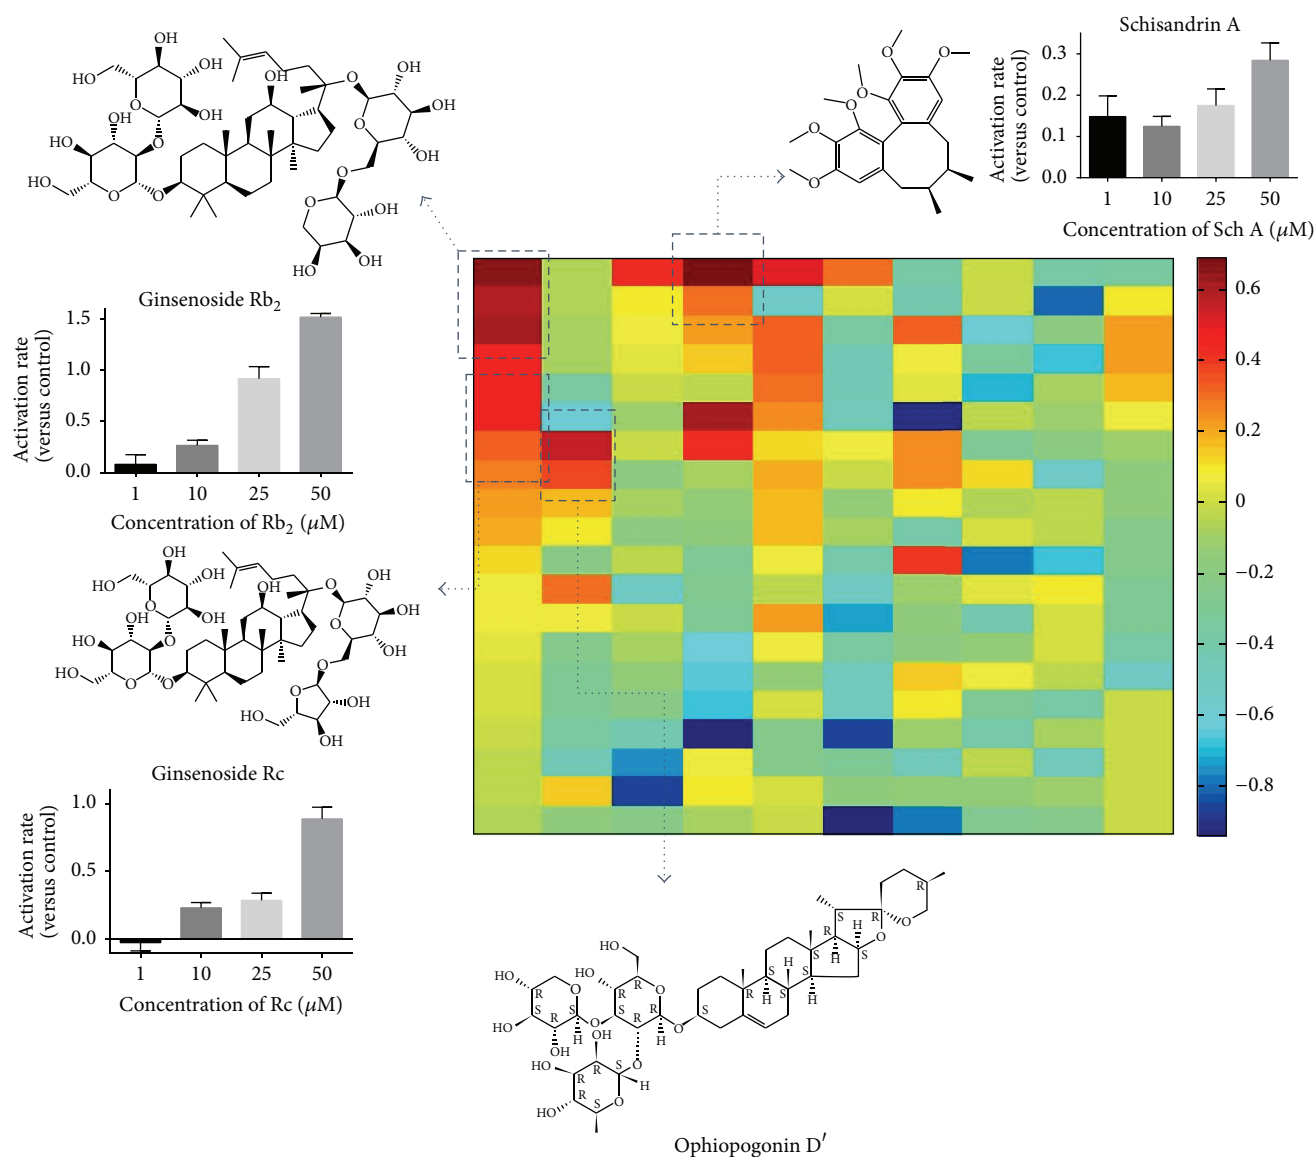 Schisandrin A
Activation rate
(versus control)
0.3
0.2
0.1
0.0
1 10 25 50
Concentration of Sch A (μM)
Ginsenoside Rb2
Activation rate
(versus control)
1.5
1.0
0.5
0.0
1 10 25 50
Concentration of Rb2 (μM)
0.6
0.4
0.2
0
−0.2
−0.4
−0.6
−0.8
Ginsenoside Rc
Activation rate
(versus control)
1.0
0.5
0.0
1 10 25 50
Concentration of Rc (μM)
Ophiopogonin D′